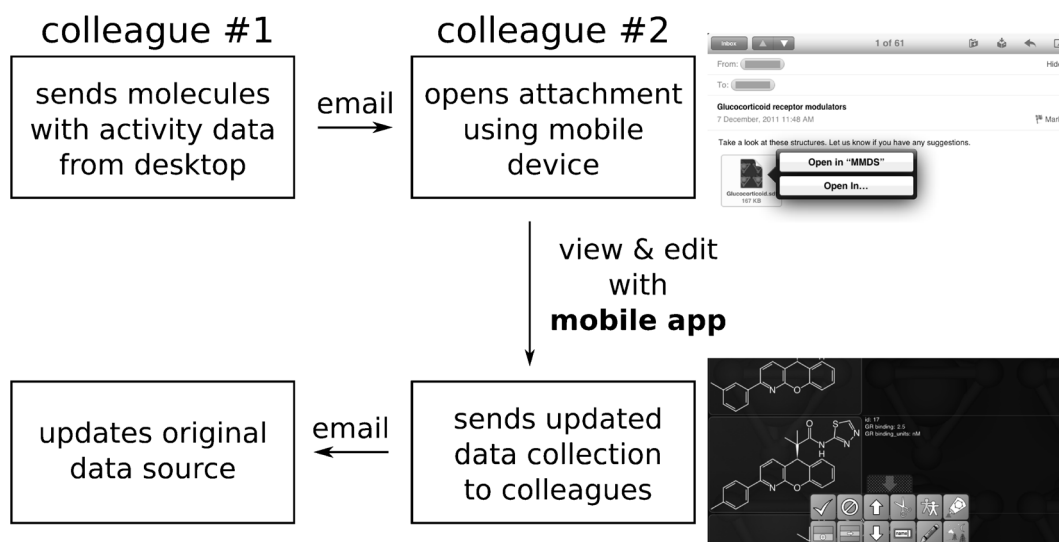 colleague #1
sends molecules
with activity data
from desktop
email
colleague #2
opens attachment
using mobile
device
Inbox
1 of 61
From:
Hide
To:
Glucocorticoid receptor modulators
7 December, 2011 11:48 AM
Mark
Take a look at these structures. Let us know if you have any suggestions.
Open in “MMDS”
Open In...
Glucocorticoid.sd
167 KB
view & edit
with
mobile app
updates original
data source
email
sends updated
data collection
to colleagues
N
O
id: 17
GR binding: 2.5
GR binding_units: nM
O
S
N
N
N
H
N
O
name